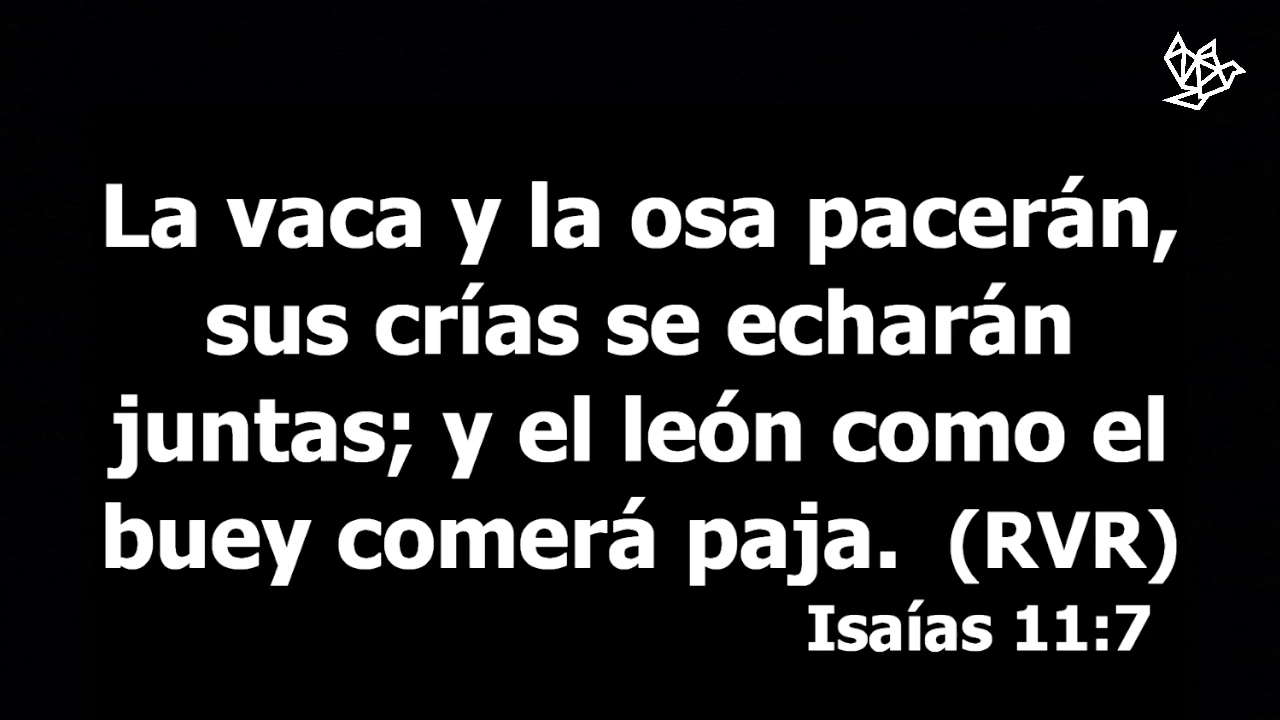 La vaca y la osa pacerán,
sus crías se echarán
juntas; y el león como el
buey comerá paja.  (RVR)
Isaías 11:7